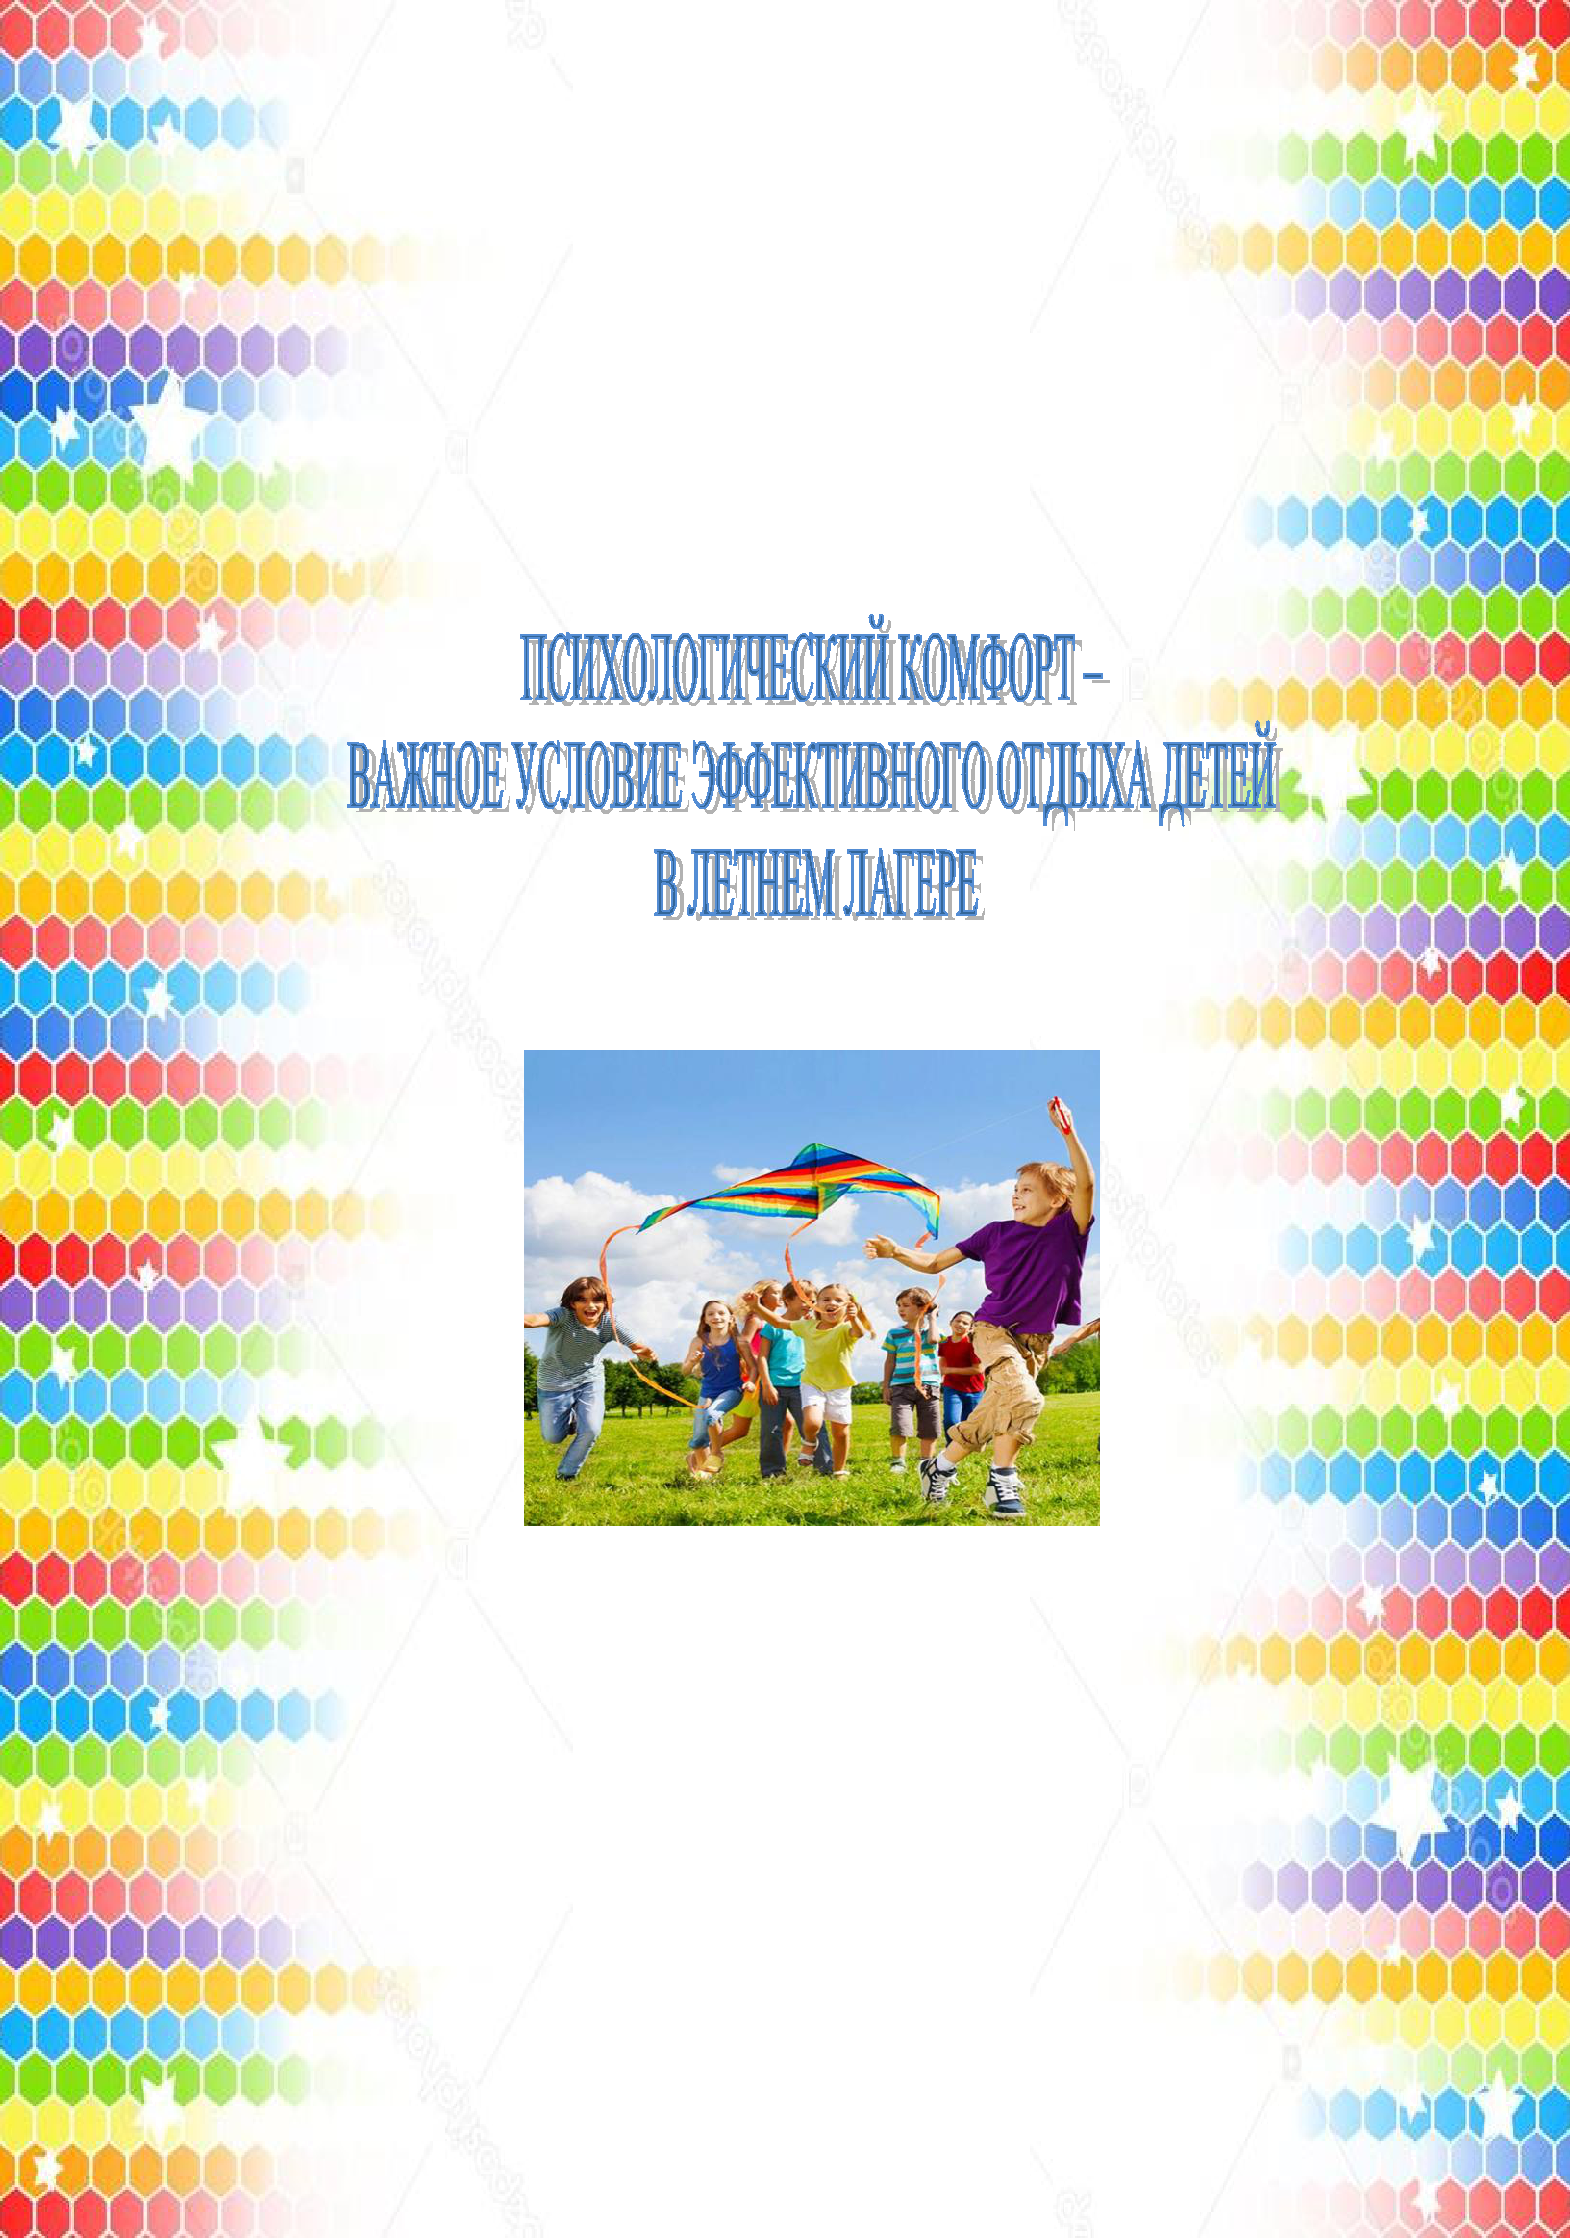 ПСИХОЛОГИЧЕСКИЙ КОМФОРТ –
ВАЖНОЕ УСЛОВИЕ ЭФФЕКТИВНОГО ОТДЫХА ДЕТЕЙ
В ЛЕТНЕМ ЛАГЕРЕ